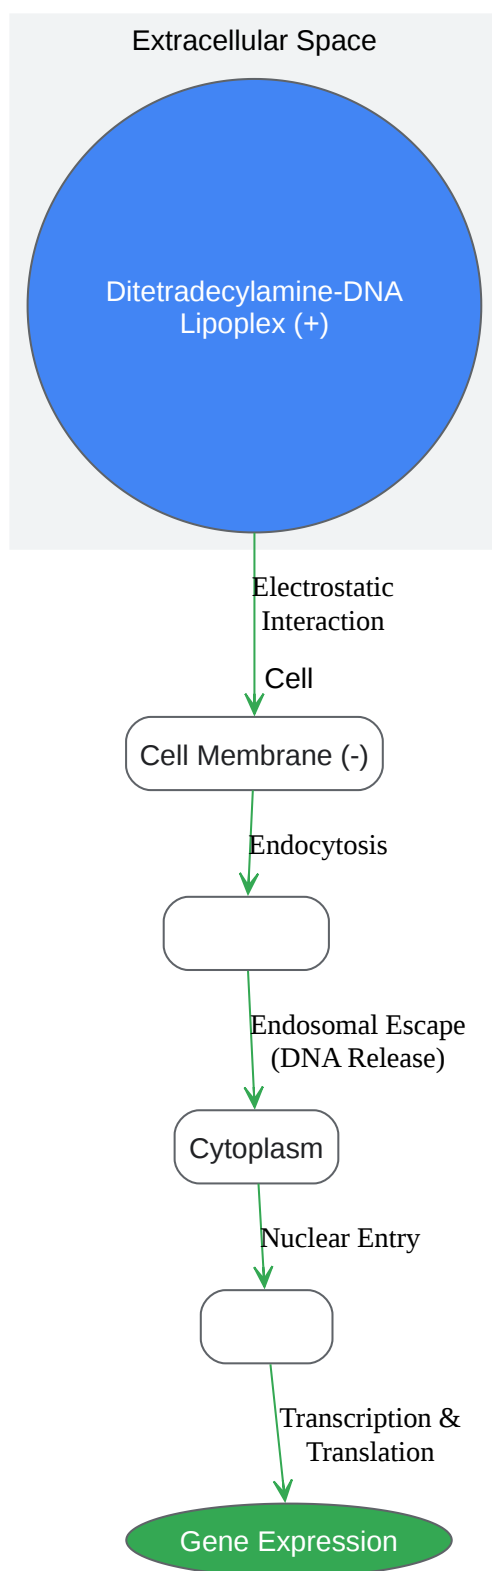 Extracellular Space
Ditetradecylamine-DNA
Lipoplex (+)
Electrostatic
Interaction
Cell
Cell Membrane (-)
Endocytosis
Endosomal Escape
(DNA Release)
Cytoplasm
Nuclear Entry
Transcription &
Translation
Gene Expression